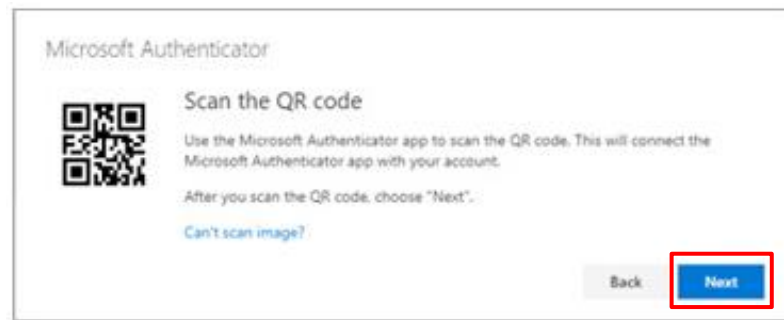 Microsoft Authenticator
Scan the QR code
Use the Microsoft Authenticator app to scan the QR code. This will connect the
Microsoft Authenticator app with your account.
After you scan the QR code, choose "Next".
Can't scan image?
Back
Next